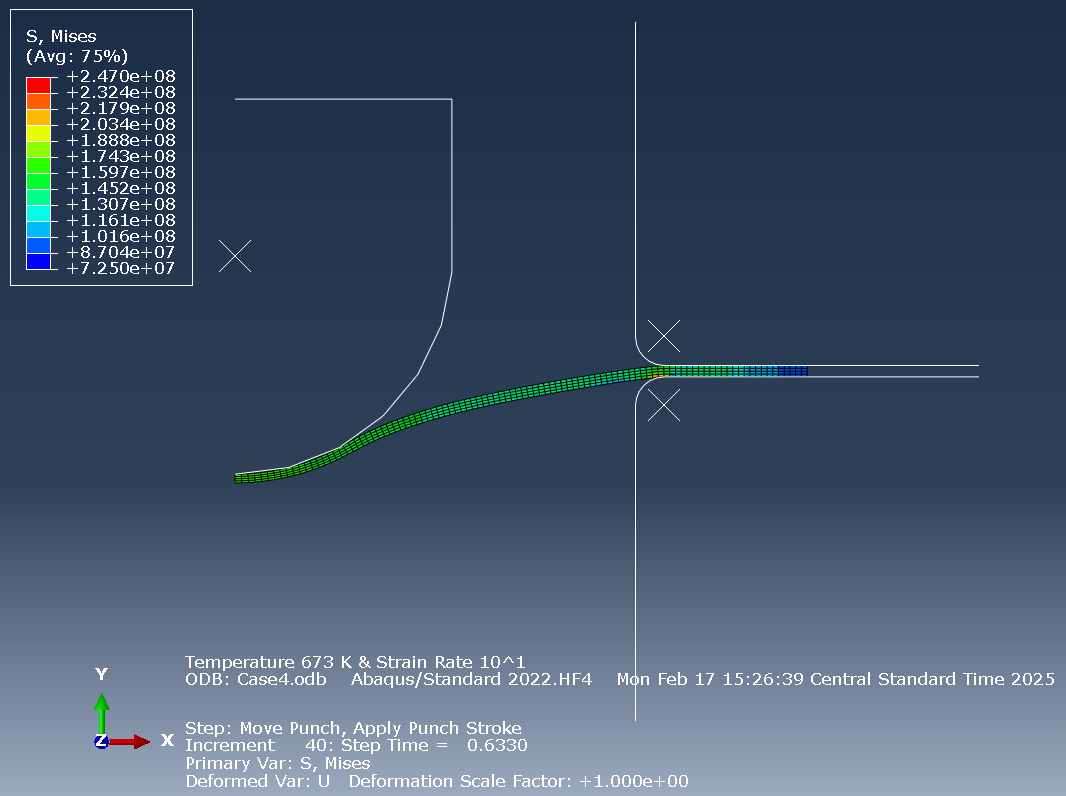 S, Mises
(Avg: 75%)
+2.470e+08
+2.324e+08
+2.179e+08
+2.034e+08
+1.888e+08
+1.743e+08
+1.597e+08
+1.452e+08
+1.307e+08
+1.161e+08
+1.016e+08
+8.704e+07
+7.250e+07
Y
Z
X
Temperature 673 K & Strain Rate 10^1
ODB: Case4.odb    Abaqus/Standard 2022.HF4    Mon Feb 17 15:26:39 Central Standard Time 2025
Step: Move Punch, Apply Punch Stroke
Increment     40: Step Time =   0.6330
Primary Var: S, Mises
Deformed Var: U   Deformation Scale Factor: +1.000e+00